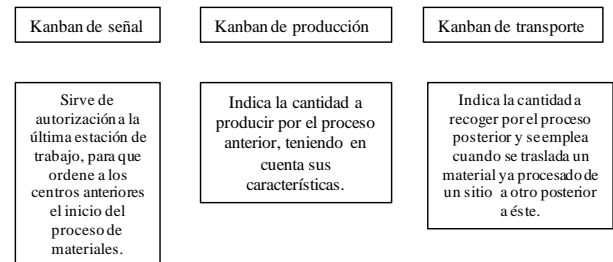 Kanban de señal
Kanban de producción
Kanban de transporte
Sirve de
autorización a la
última estación de
trabajo, para que
ordene a los
centros anteriores
el inicio del
proceso de
materiales.
Indica la cantidad a
producir por el proceso
anterior, teniendo en
cuenta sus
características.
Indica la cantidad a
recoger por el proceso
posterior y se emplea
cuando se traslada un
material ya procesado de
un sitio a otro posterior
a éste.